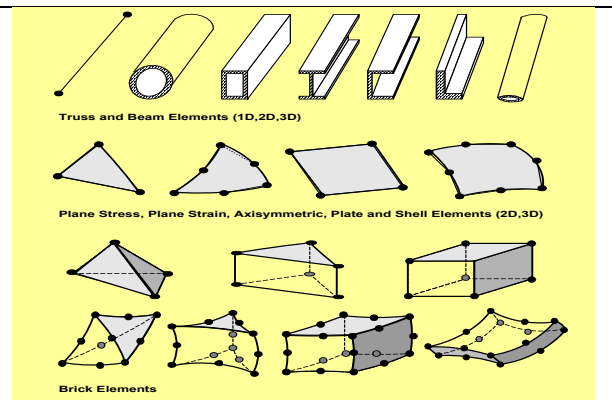 Truss and Beam Elements (1D,2D,3D)
Plane Stress, Plane Strain, Axisymmetric, Plate and Shell Elements (2D,3D)
Brick Elements